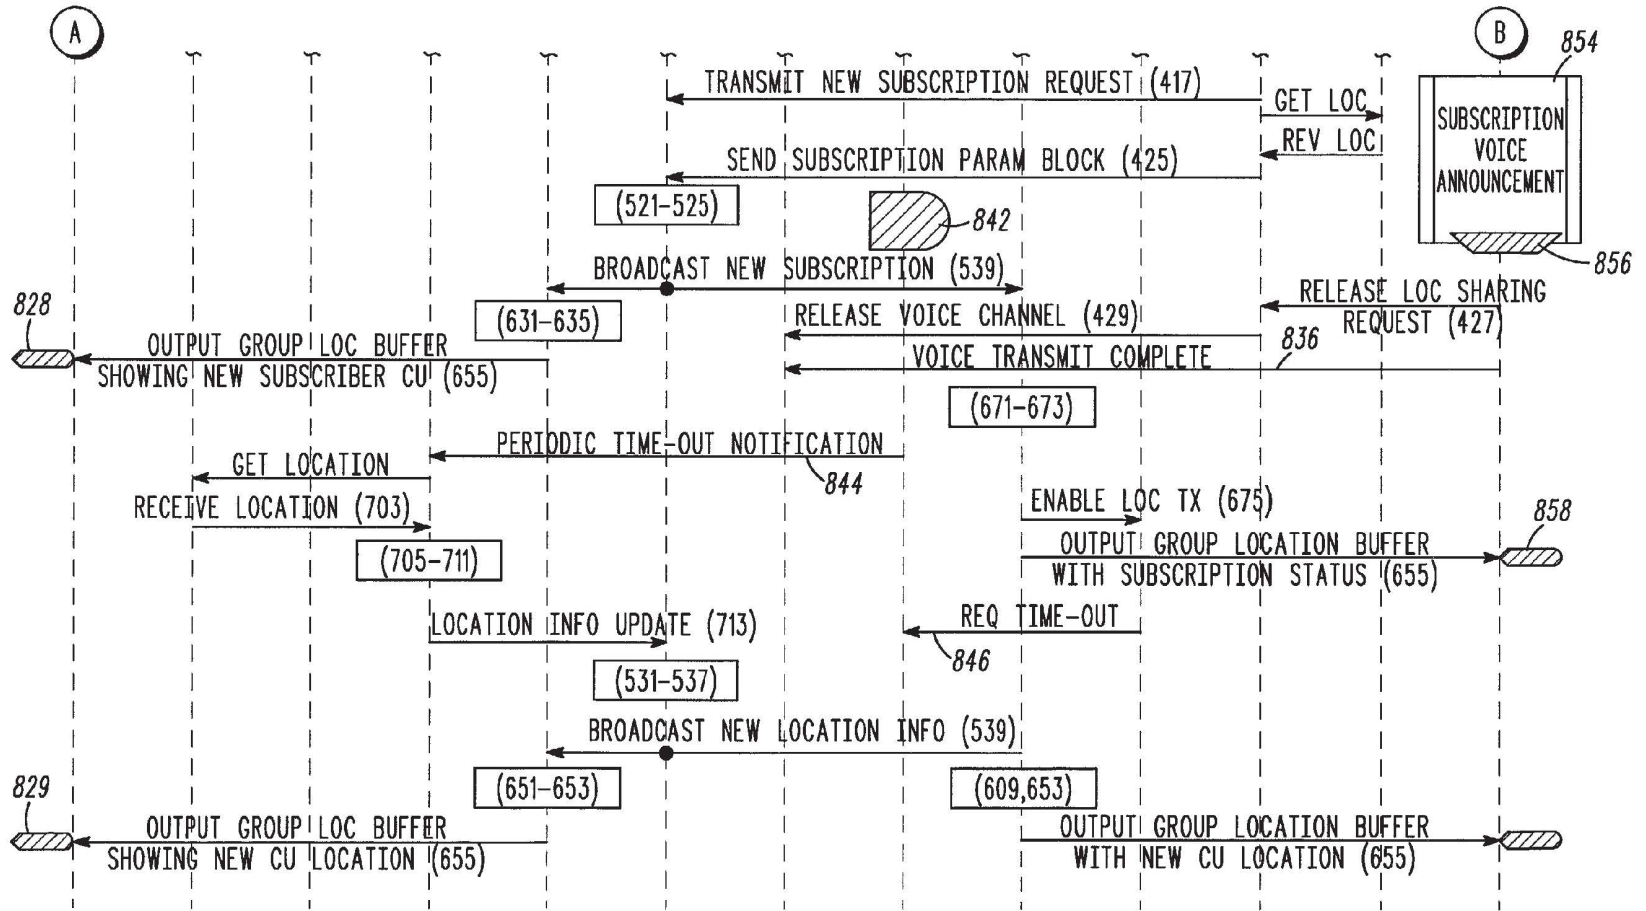 A
B
854
TRANSMIT NEW SUBSCRIPTION REQUEST (417)
GET LOC
SUBSCRIPTION
VOICE
ANNOUNCEMENT
REV LOC
SEND SUBSCRIPTION PARAM BLOCK (425)
(521-525)
842
856
BROADCAST NEW SUBSCRIPTION (539)
828
(631-635)
RELEASE LOC SHARING
REQUEST (427)
RELEASE VOICE CHANNEL (429)
OUTPUT GROUP LOC BUFFER
SHOWING NEW SUBSCRIBER CU (655)
VOICE TRANSMIT COMPLETE
836
(671-673)
PERIODIC TIME-OUT NOTIFICATION
844
GET LOCATION
RECEIVE LOCATION (703)
ENABLE LOC TX (675)
858
(705-711)
OUTPUT GROUP LOCATION BUFFER
WITH SUBSCRIPTION STATUS (655)
LOCATION INFO UPDATE (713)
REQ TIME-OUT
846
(531-537)
BROADCAST NEW LOCATION INFO (539)
829
(651-653)
(609,653)
OUTPUT GROUP LOC BUFFER
SHOWING NEW CU LOCATION (655)
OUTPUT GROUP LOCATION BUFFER
WITH NEW CU LOCATION (655)